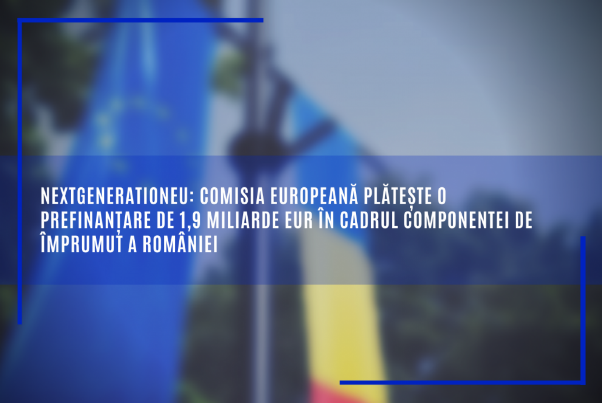 NEXTGENERATIONEU: COMISIA EUROPEANĂ PLĂTEȘTE O
PREFINANȚARE DE 1,9 MILIARDE EUR ÎN CADRUL COMPONENTEI DE
ÎMPRUMUT A ROMÂNIEI